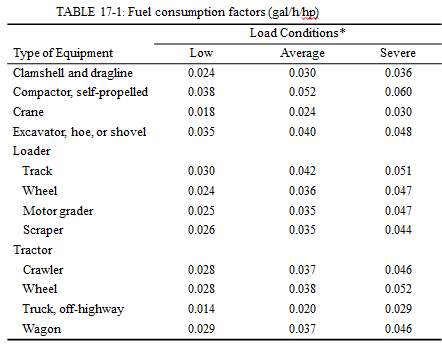 TABLE 17-1: Fuel consumption factors (gal/h/hp)
Load Conditions*
Type of Equipment Low Average Severe
Clamshell and dragline 0.024 0.030 0.036
Compactor, self-propelled 0.038 0.052 0.060
Crane 0.018 0.024 0.030
Excavator, hoe, or shovel 0.035 0.040 0.048
Loader
Track 0.030 0.042 0.051
Wheel 0.024 0.036 0.047
Motor grader 0.025 0.035 0.047
Scraper 0.026 0.035 0.044
Tractor
Crawler 0.028 0.037 0.046
Wheel 0.028 0.038 0.052
Truck, off-highway 0.014 0.020 0.029
Wagon 0.029 0.037 0.046